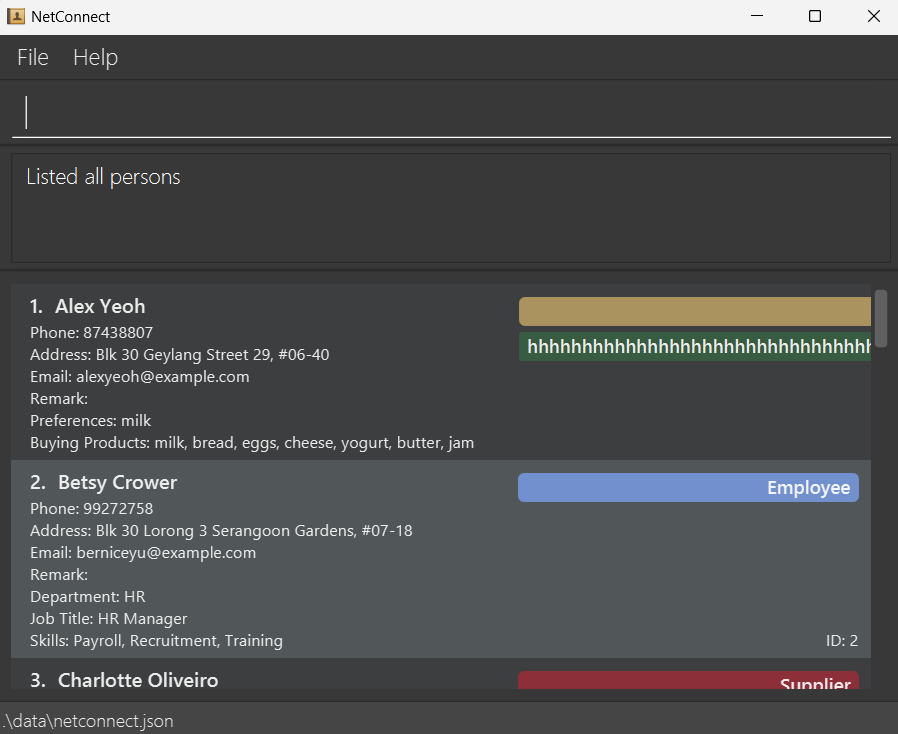 NetConnect
File Help
Listed all persons
1. Alex Yeoh
Phone: 87438807
Address: Blk 30 Geylang Street 29, #06-40
Email: alexyeoh@example.com
Remark:
Preferences: milk
Buying Products: milk, bread, eggs, cheese, yogurt, butter, jam
hhhhhhhhhhhhhhhhhhhhhhhhhhhhhhhh
2. Betsy Crower
Employee
Phone: 99272758
Address: Blk 30 Lorong 3 Serangoon Gardens, #07-18
Email: berniceyu@example.com
Remark:
Department: HR
Job Title: HR Manager
Skills: Payroll, Recruitment, Training
ID: 2
3. Charlotte Oliveiro
Supplier
.\data\netconnect.json